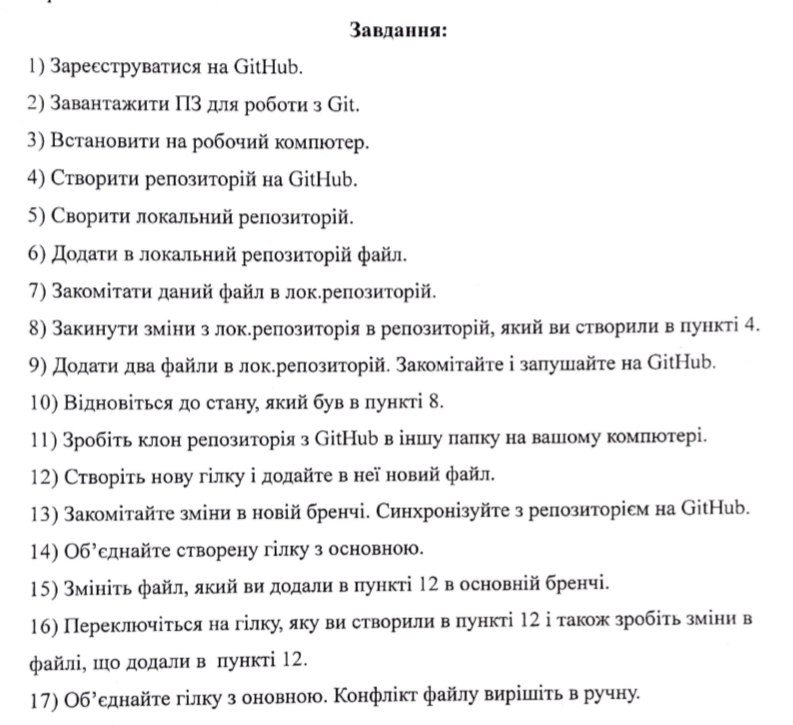 Завдання:
1) Зареєструватися на GitHub.
2) Завантажити ПЗ для роботи з Git.
3) Встановити на робочий компютер.
4) Створити репозиторій на GitHub.
5) Сворити локальний репозиторій.
6) Додати в локальний репозиторій файл.
7) Закомітати даний файл в лок.репозиторій.
8) Закинути зміни з лок.репозиторія в репозиторій, який ви створили в пункті 4.
9) Додати два файли в лок.репозиторій. Закомітайте і запушайте на GitHub.
10) Відновіться до стану, який був в пункті 8.
11) Зробіть клон репозиторія з GitHub в іншу папку на вашому компютері.
12) Створіть нову гілку і додайте в неї новий файл.
13) Закомітайте зміни в новій бренчі. Синхронізуйте з репозиторієм на GitHub.
14) Об’єднайте створену гілку з основною.
15) Змініть файл, який ви додали в пункті 12 в основній бренчі.
16) Переключіться на гілку, яку ви створили в пункті 12 і також зробіть зміни в
файлі, що додали в пункті 12.
17) Об’єднайте гілку з оновною. Конфлікт файлу вирішіть в ручну.